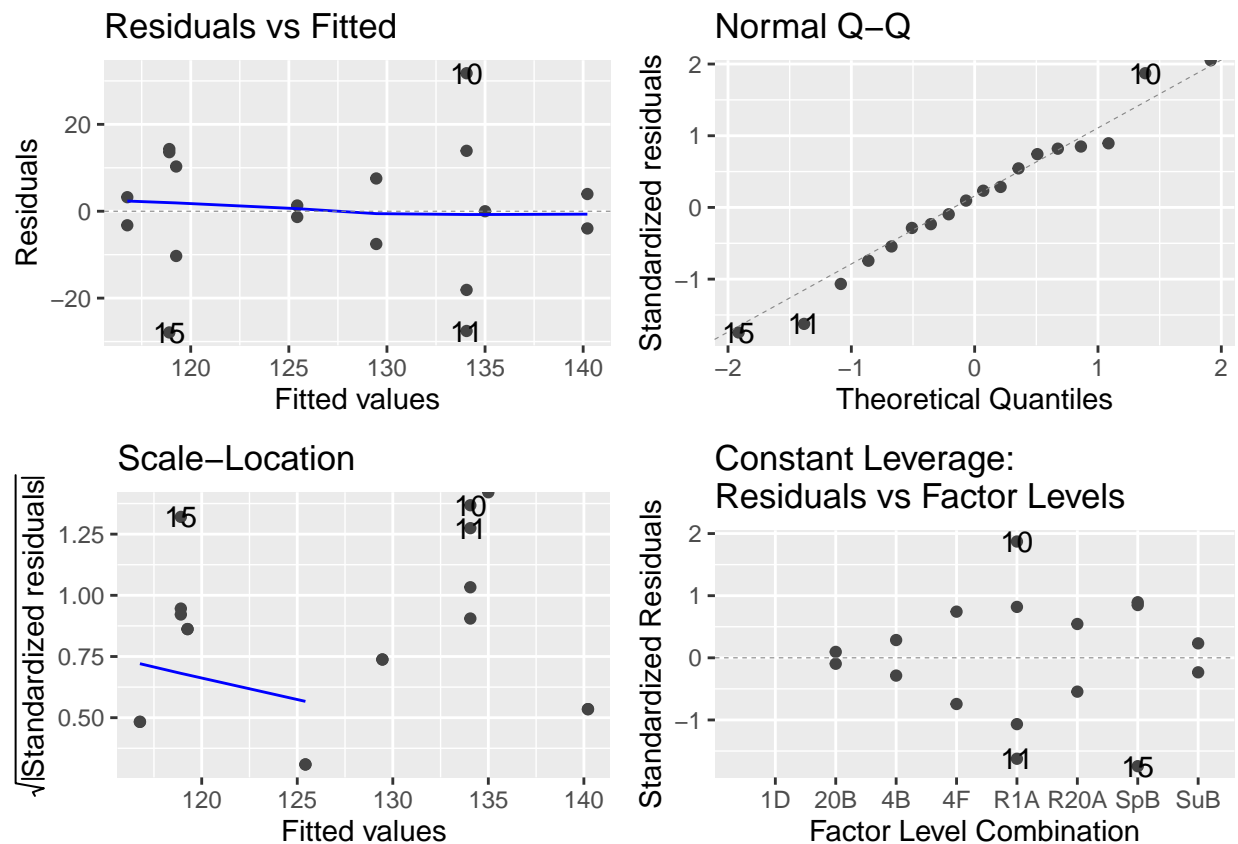 Residuals vs Fitted
10
20
0
−20
15
11
120
125
130
135
140
Fitted values
Residuals
Normal Q−Q
10
2
1
0
−1
15
11
−2
−1
0
1
2
Theoretical Quantiles
Standardized residuals
Scale−Location
15
10
11
1.25
1.00
0.75
0.50
120
125
130
135
140
Fitted values
√|Standardized residuals|
Constant Leverage:
Residuals vs Factor Levels
10
2
1
0
−1
11
15
1D
20B
4B
4F
R1A
R20A
SpB
SuB
Factor Level Combination
Standardized Residuals